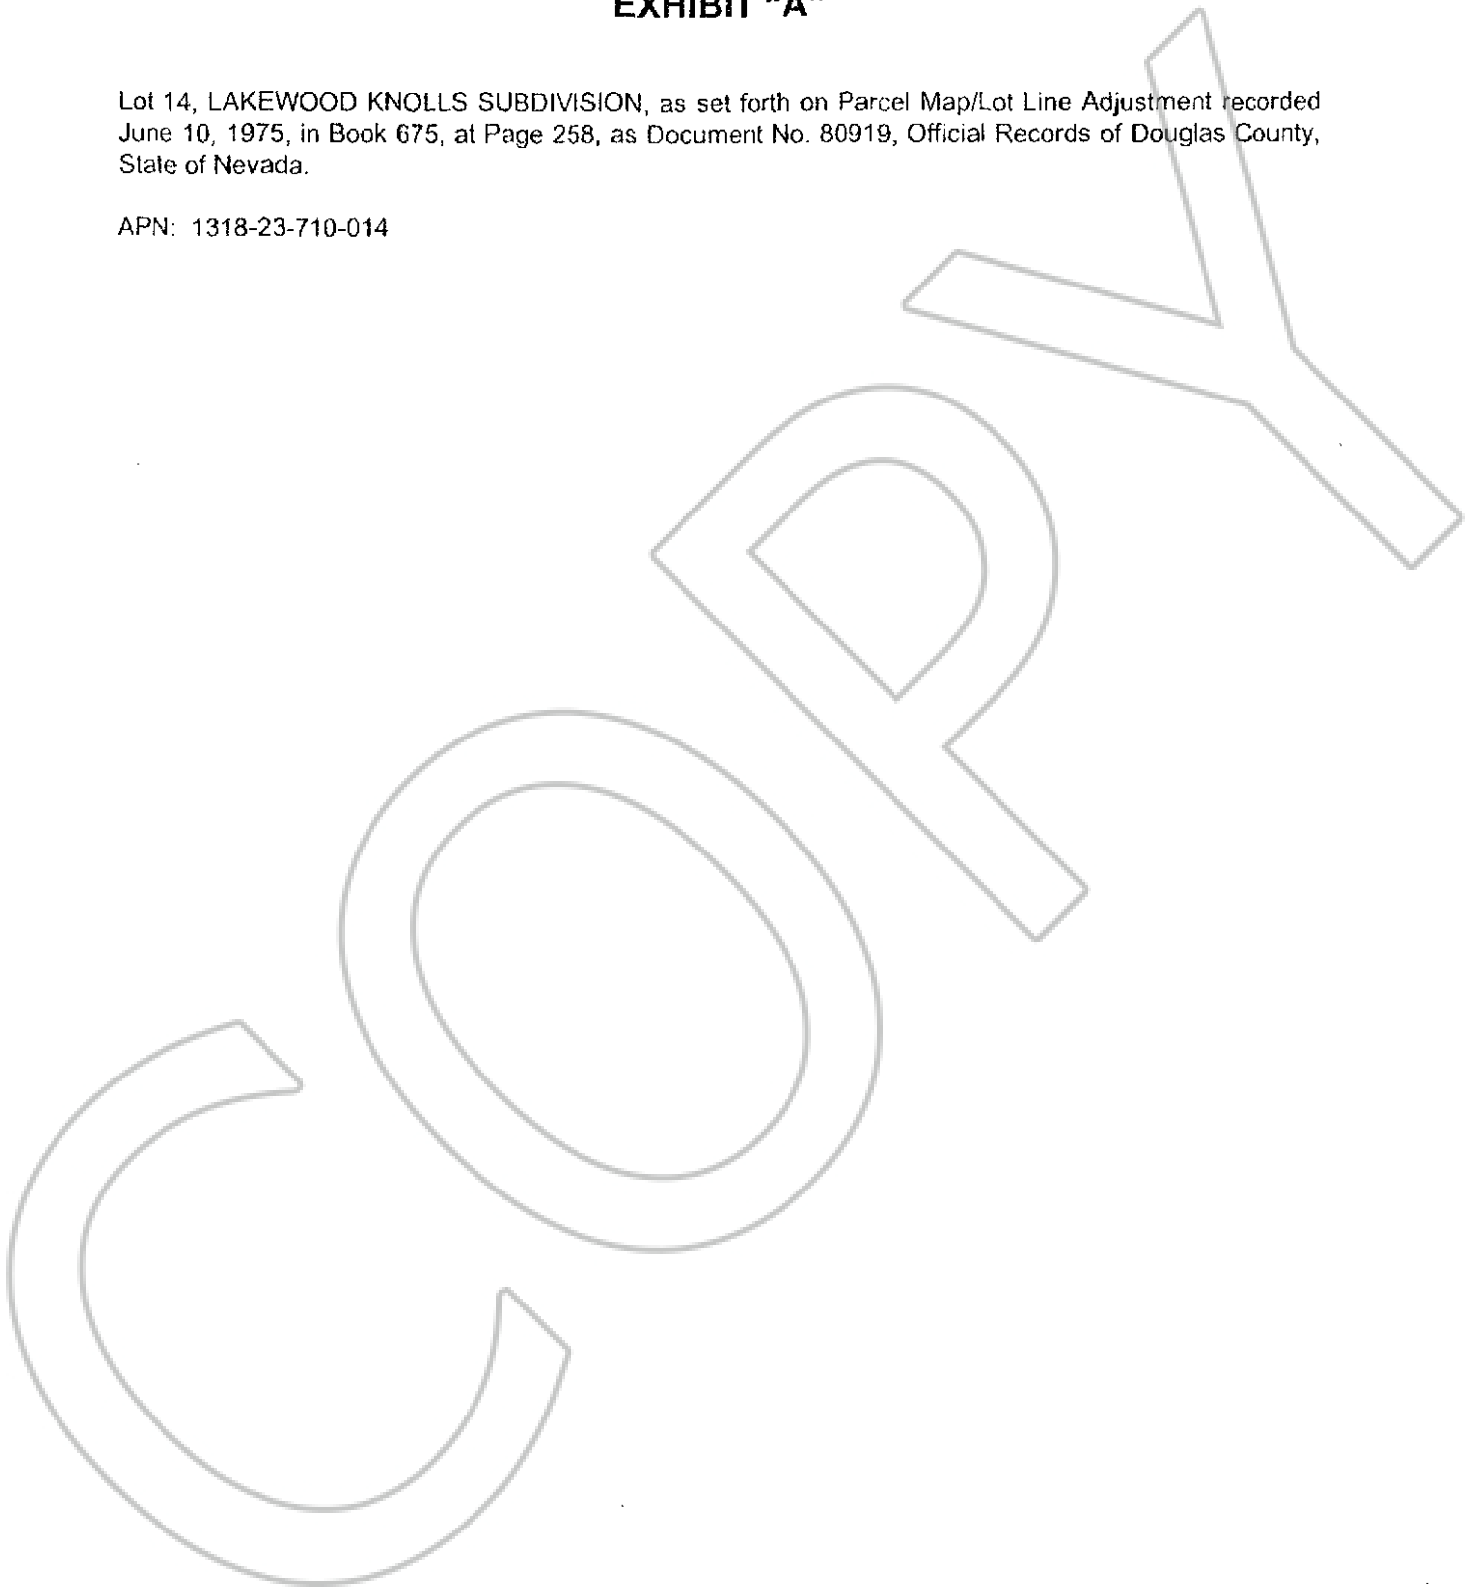 EXHIBIT "A"
Lot 14, LAKEWOOD KNOLLS SUBDIVISION, as set forth on Parcel Map/Lot Line Adjustment recorded
June 10, 1975, in Book 675, at Page 258, as Document No. 80919, Official Records of Douglas County,
State of Nevada.
APN: 1318-23-710-014
COPY